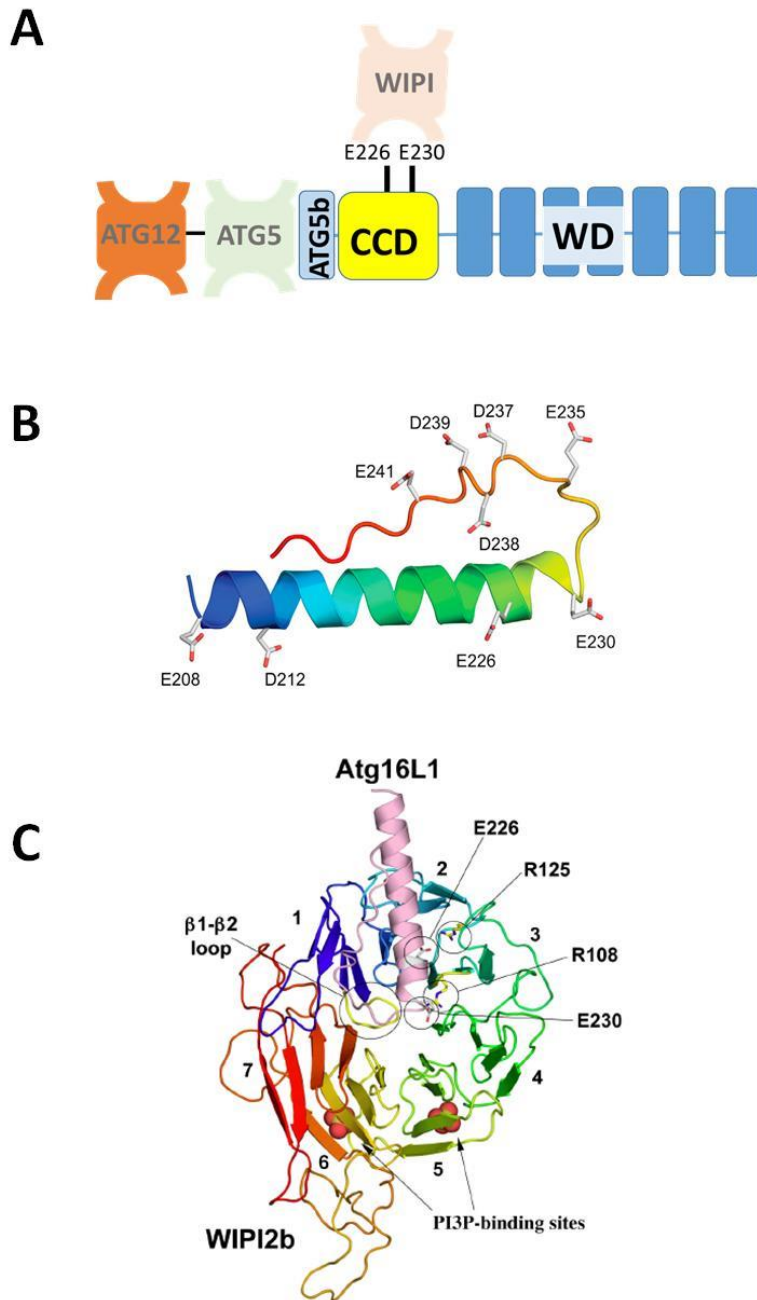 A
WIPI
E226 E230
ATG12
ATG5
ATG5b
CCD
WD
B
D239
D237
E235
E241
D238
E208
D212
E226
E230
C
Atg16L1
E226
2
R125
1
3
β1-β2
loop
R108
E230
7
4
6
5
PI3P-binding sites
WIPI2b